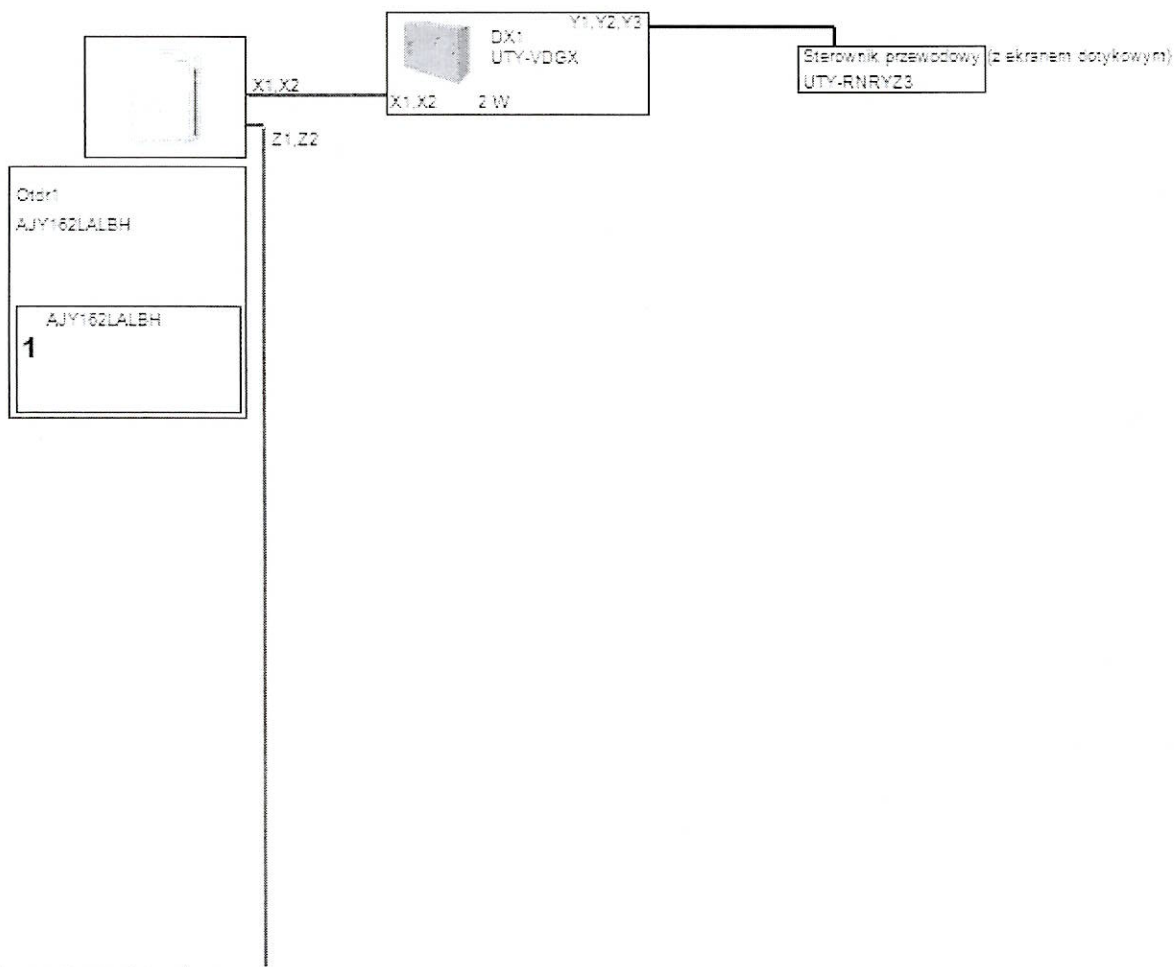 Y1,Y2,Y3
DX1
UTY-VDGX
X1,X2 2 W
Sterownik przewodowy (z ekranem dotykowym)
UTY-RNRYZ3
X1,X2
Z1,Z2
Otdr1
AJY162LALBH
AJY162LALBH
1